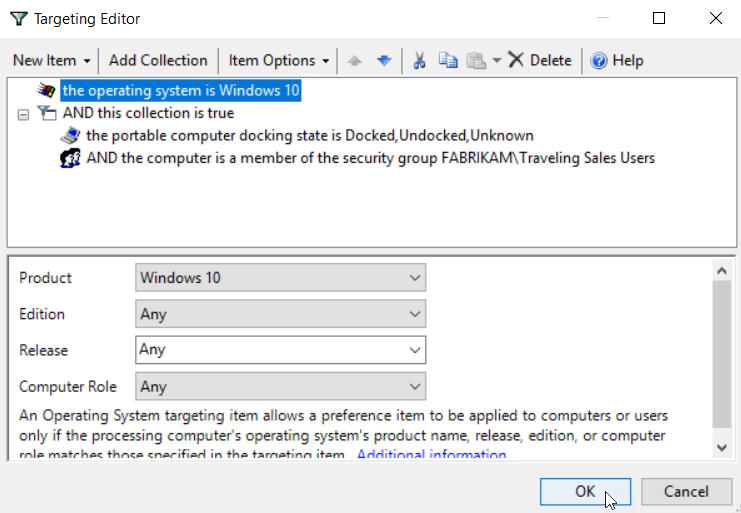 Targeting Editor
New Item Add Collection Item Options Delete Help
the operating system is Windows 10
AND this collection is true
the portable computer docking state is Docked,Undocked,Unknown
AND the computer is a member of the security group FABRIKAM\Traveling Sales Users
Product Windows 10
Edition Any
Release Any
Computer Role Any
An Operating System targeting item allows a preference item to be applied to computers or users
only if the processing computer's operating system's product name, release, edition, or computer
role matches those specified in the targeting item. Additional information
OK Cancel